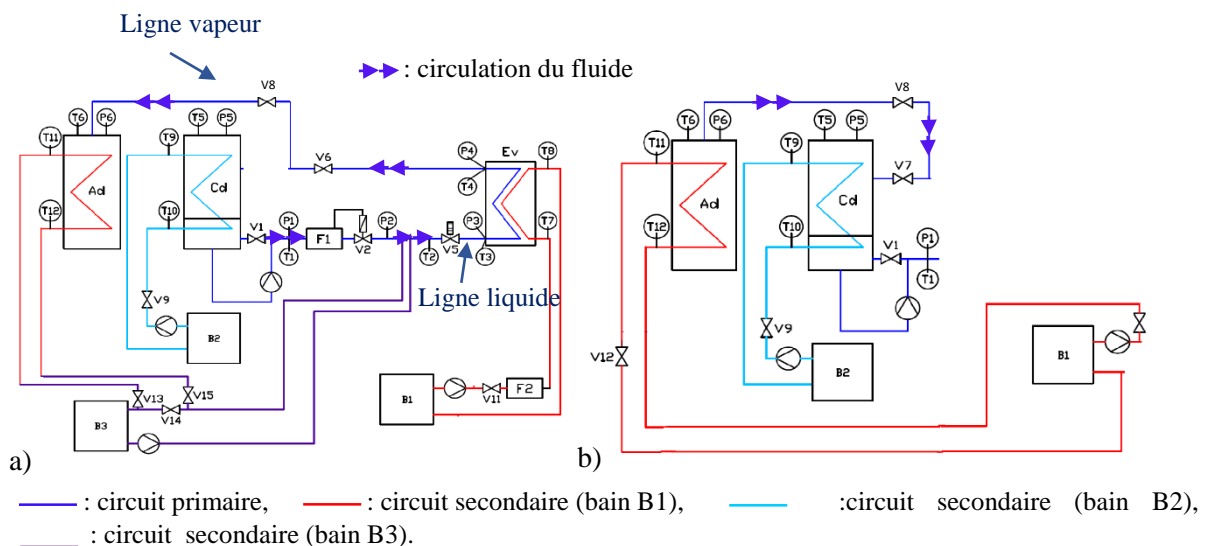 Ligne vapeur
: circulation du fluide
V8
V8
T6 P6
T5 P5
T6 P6
T5 P5
T11
T9
V6
P4
Ev
T8
T11
T9
V7
Ad
Cd
T4
Ad
Cd
T12
T10
V1
P1
P2
P3
T7
T12
T10
V1
P1
F1
T1
V2
T2
V5
T3
T1
Ligne liquide
V9
V9
B2
V12
B1
B2
V13
V15
V14
B3
B1
V11
F2
a)
b)
: circuit primaire, : circuit secondaire (bain B1), :circuit secondaire (bain B2),
: circuit secondaire (bain B3).